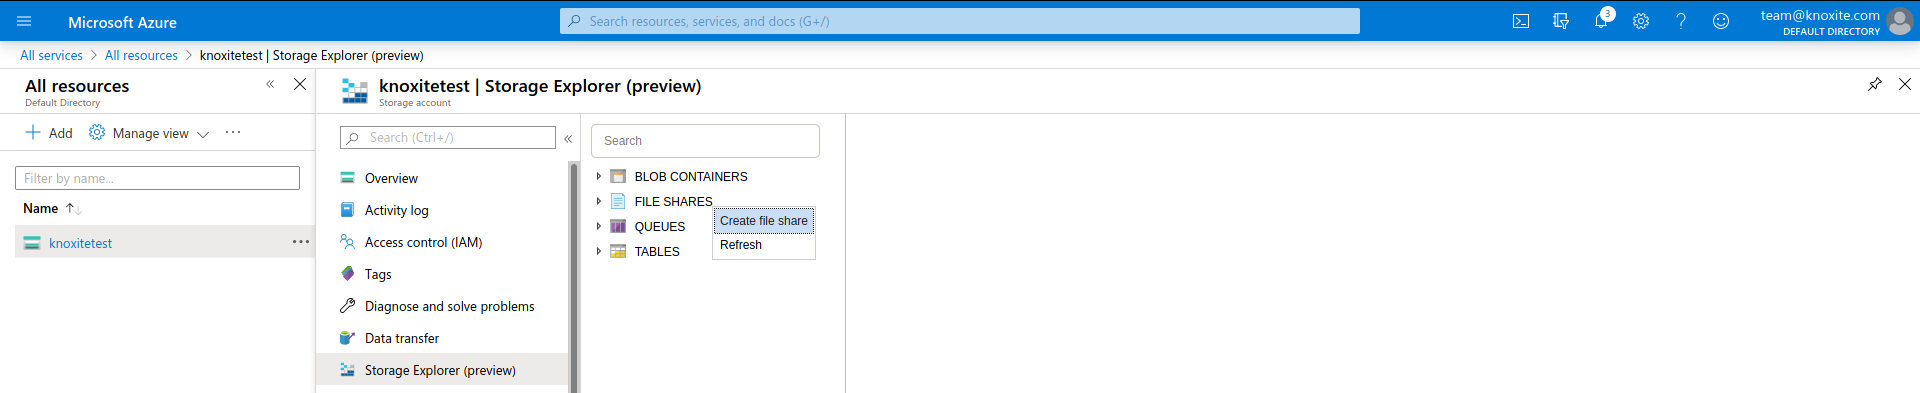 Microsoft Azure
Search resources, services, and docs (G+/)
3
team@knoxite.com
DEFAULT DIRECTORY
All services > All resources > knoxitetest | Storage Explorer (preview)
All resources
Default Directory
knoxitetest | Storage Explorer (preview)
Storage account
Add
Manage view
Filter by name...
Name
knoxitetest
Search (Ctrl+/)
Overview
Activity log
Access control (IAM)
Tags
Diagnose and solve problems
Data transfer
Storage Explorer (preview)
Search
BLOB CONTAINERS
FILE SHARES
QUEUES
TABLES
Create file share
Refresh